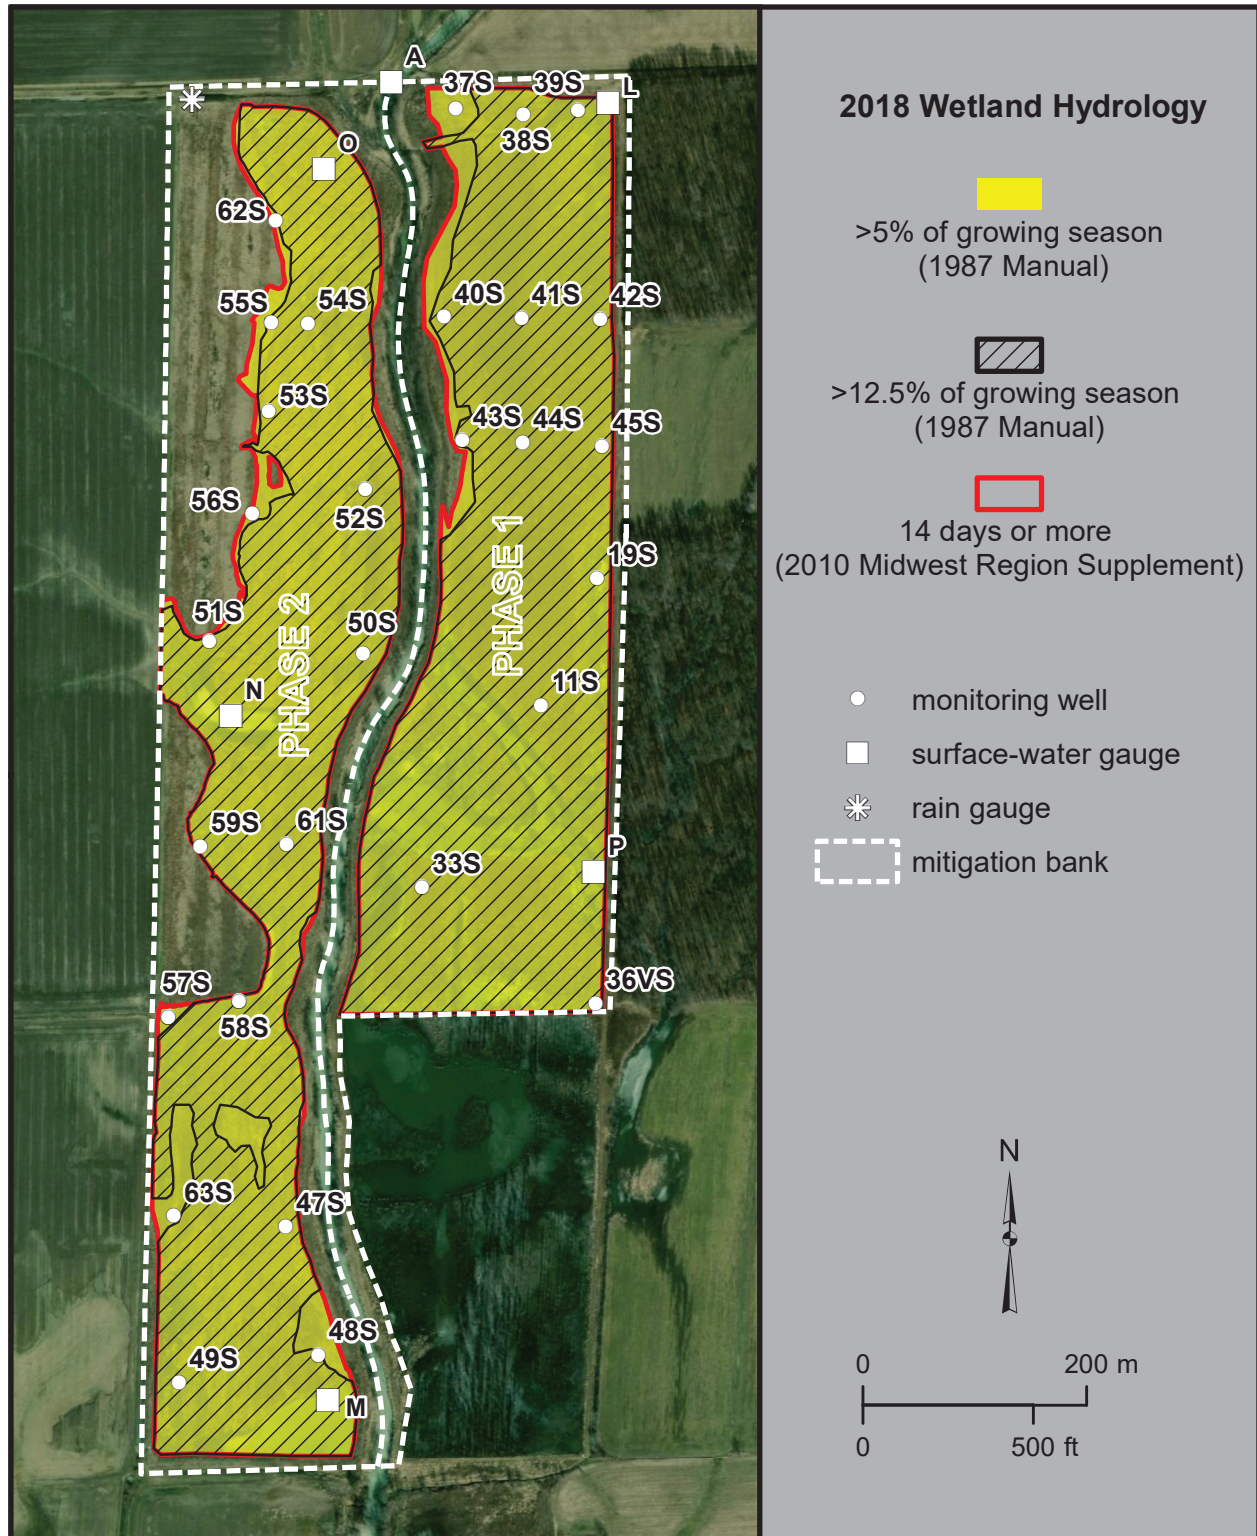 A
37S
39S
L
38S
O
62S
55S
54S
40S
41S
42S
53S
43S
44S
45S
56S
52S
PHASE 1
19S
51S
PHASE 2
50S
N
11S
59S
61S
33S
P
57S
58S
36VS
63S
47S
48S
49S
M
2018 Wetland Hydrology
>5% of growing season
(1987 Manual)
>12.5% of growing season
(1987 Manual)
14 days or more
(2010 Midwest Region Supplement)
monitoring well
surface-water gauge
rain gauge
mitigation bank
N
0 200 m
0 500 ft